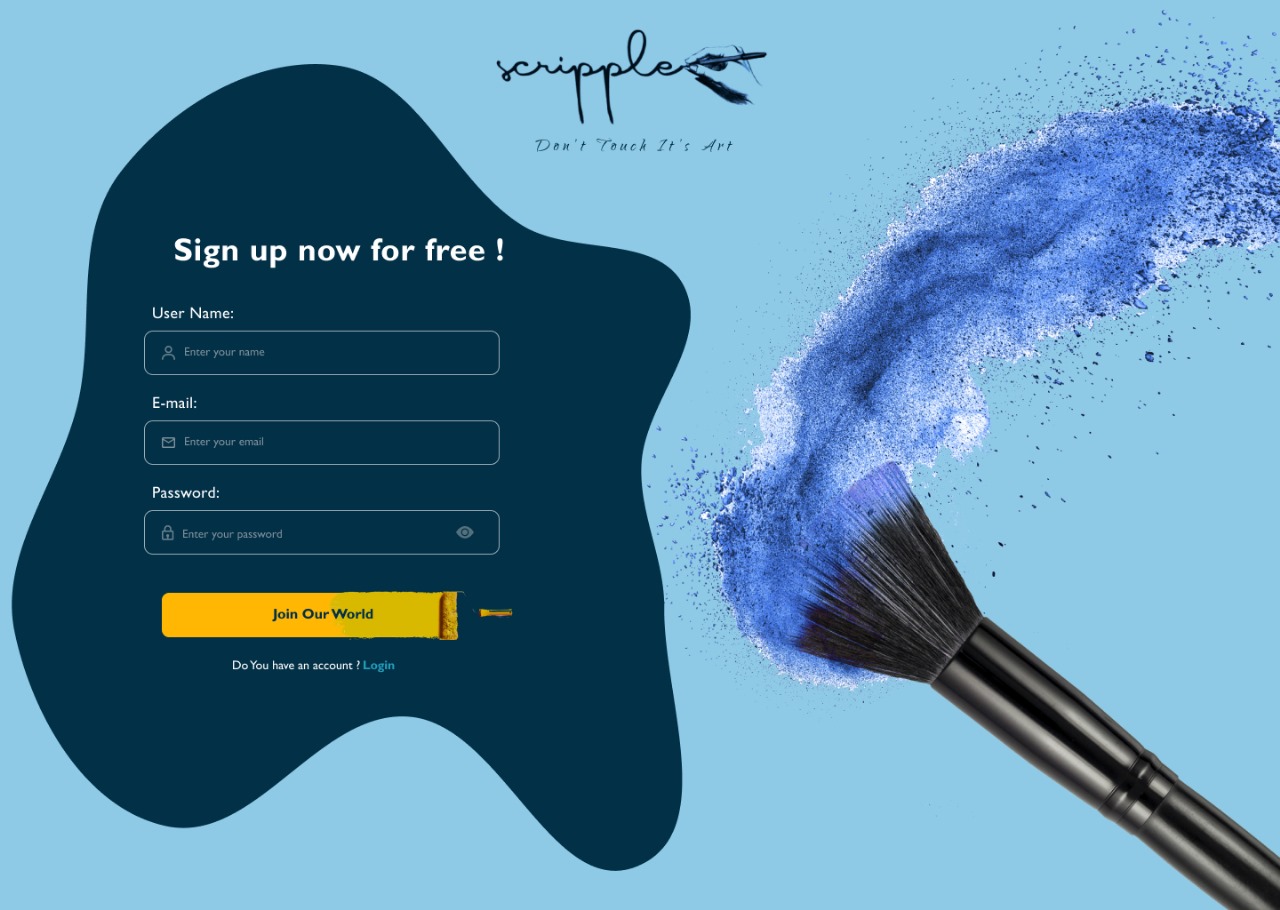 scripple
Don't Touch It's Art
Sign up now for free !
User Name:
Enter your name
E-mail:
Enter your email
Password:
Enter your password
Join Our World
Do You have an account ? Login